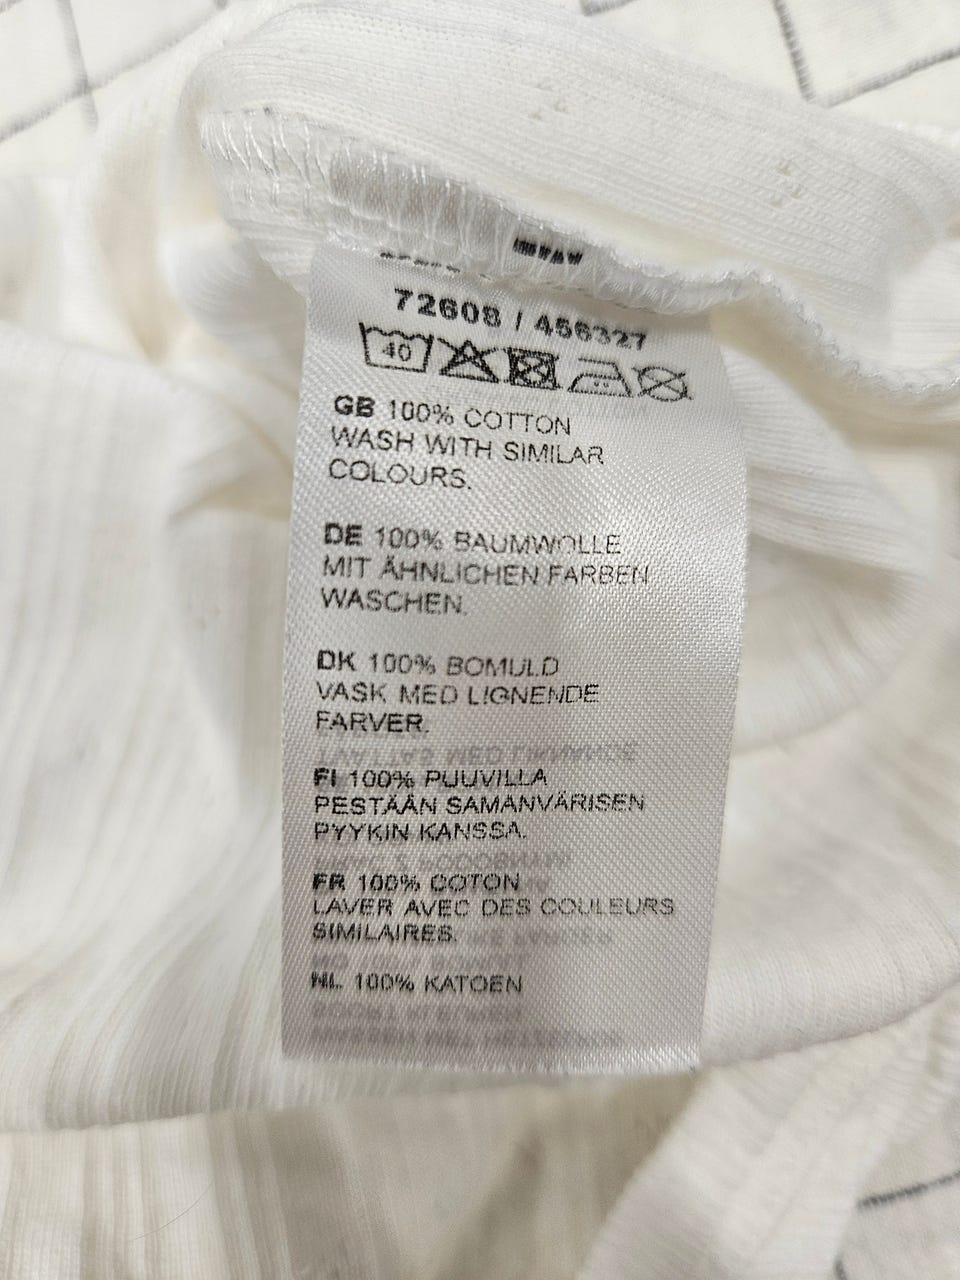 72608 / 456327
40
GB 100% COTTON
WASH WITH SIMILAR
COLOURS.
DE 100% BAUMWOLLE
MIT ÄHNLICHEN FARBEN
WASCHEN.
DK 100% BOMULD
VASK MED LIGNENDE
FARVER.
FI 100% PUUVILLA
PESTÄÄN SAMANVÄRISEN
PYYKIN KANSSA.
FR 100% COTON
LAVER AVEC DES COULEURS
SIMILAIRES.
NL 100% KATOEN